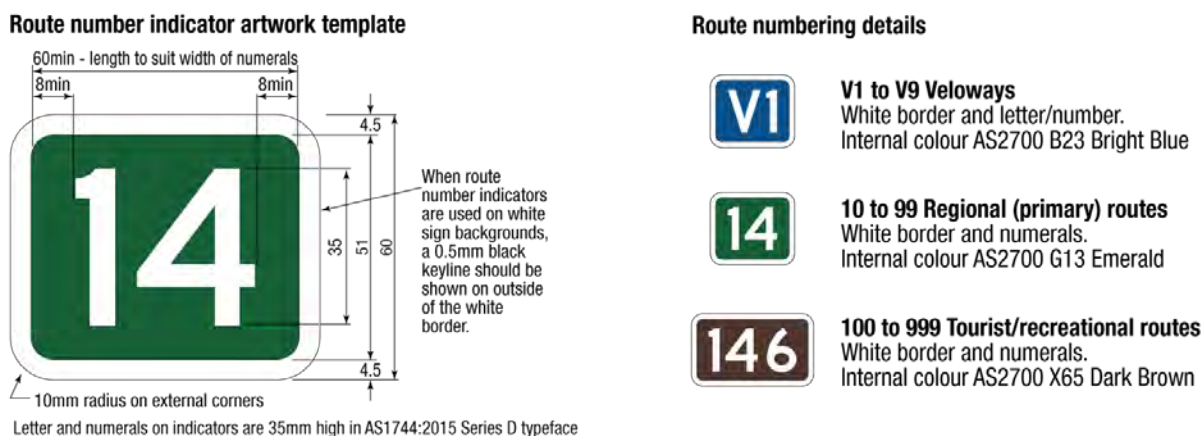 Route number indicator artwork template
60min - length to suit width of numerals
8min
8min
4.5
14
35
51
60
4.5
When route
number indicators
are used on white
sign backgrounds,
a 0.5mm black
keyline should be
shown on outside
of the white
border.
10mm radius on external corners
Letter and numerals on indicators are 35mm high in AS1744:2015 Series D typeface
Route numbering details
V1
V1 to V9 Veloways
White border and letter/number.
Internal colour AS2700 B23 Bright Blue
14
10 to 99 Regional (primary) routes
White border and numerals.
Internal colour AS2700 G13 Emerald
146
100 to 999 Tourist/recreational routes
White border and numerals.
Internal colour AS2700 X65 Dark Brown